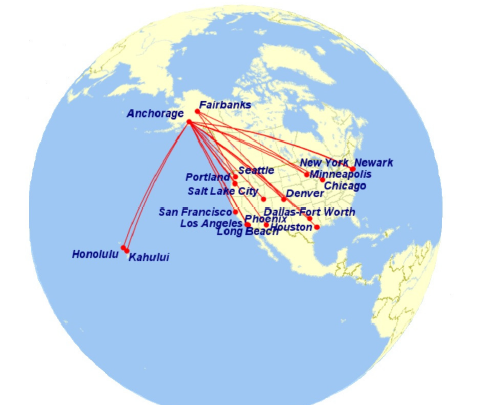 Fairbanks
Anchorage
New York Newark
Seattle
Minneapolis
Portland
Chicago
Salt Lake City
Denver
San Francisco
Dallas-Fort Worth
Phoenix
Los Angeles
Houston
Long Beach
Honolulu
Kahului